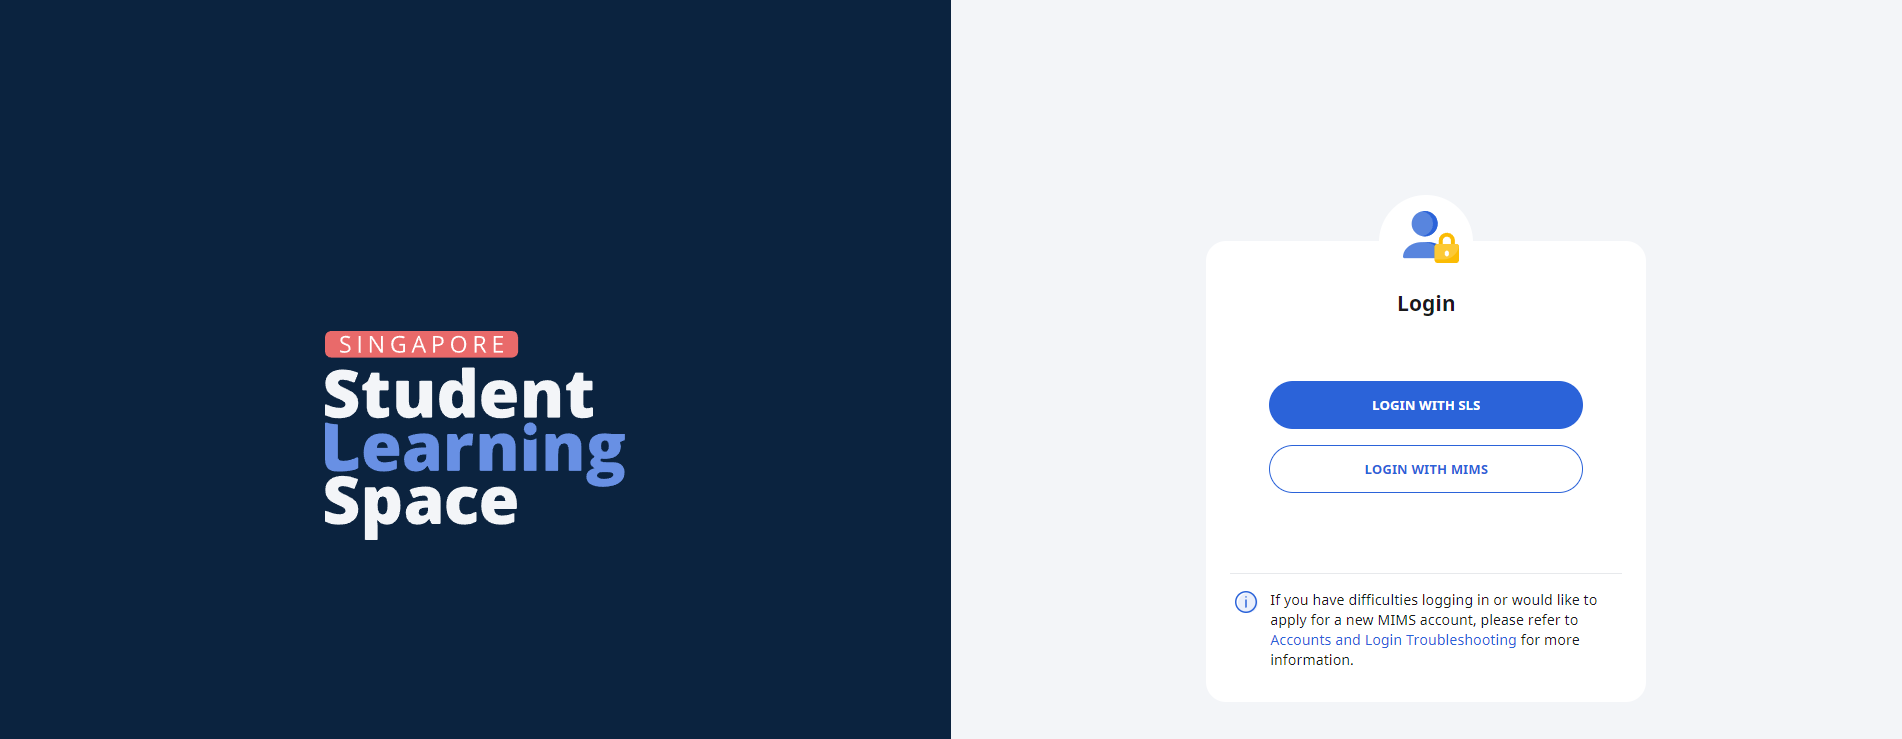 SINGAPORE
Student
Learning
Space
Login
LOGIN WITH SLS
LOGIN WITH MIMS
If you have difficulties logging in or would like to
apply for a new MIMS account, please refer to
Accounts and Login Troubleshooting for more
information.